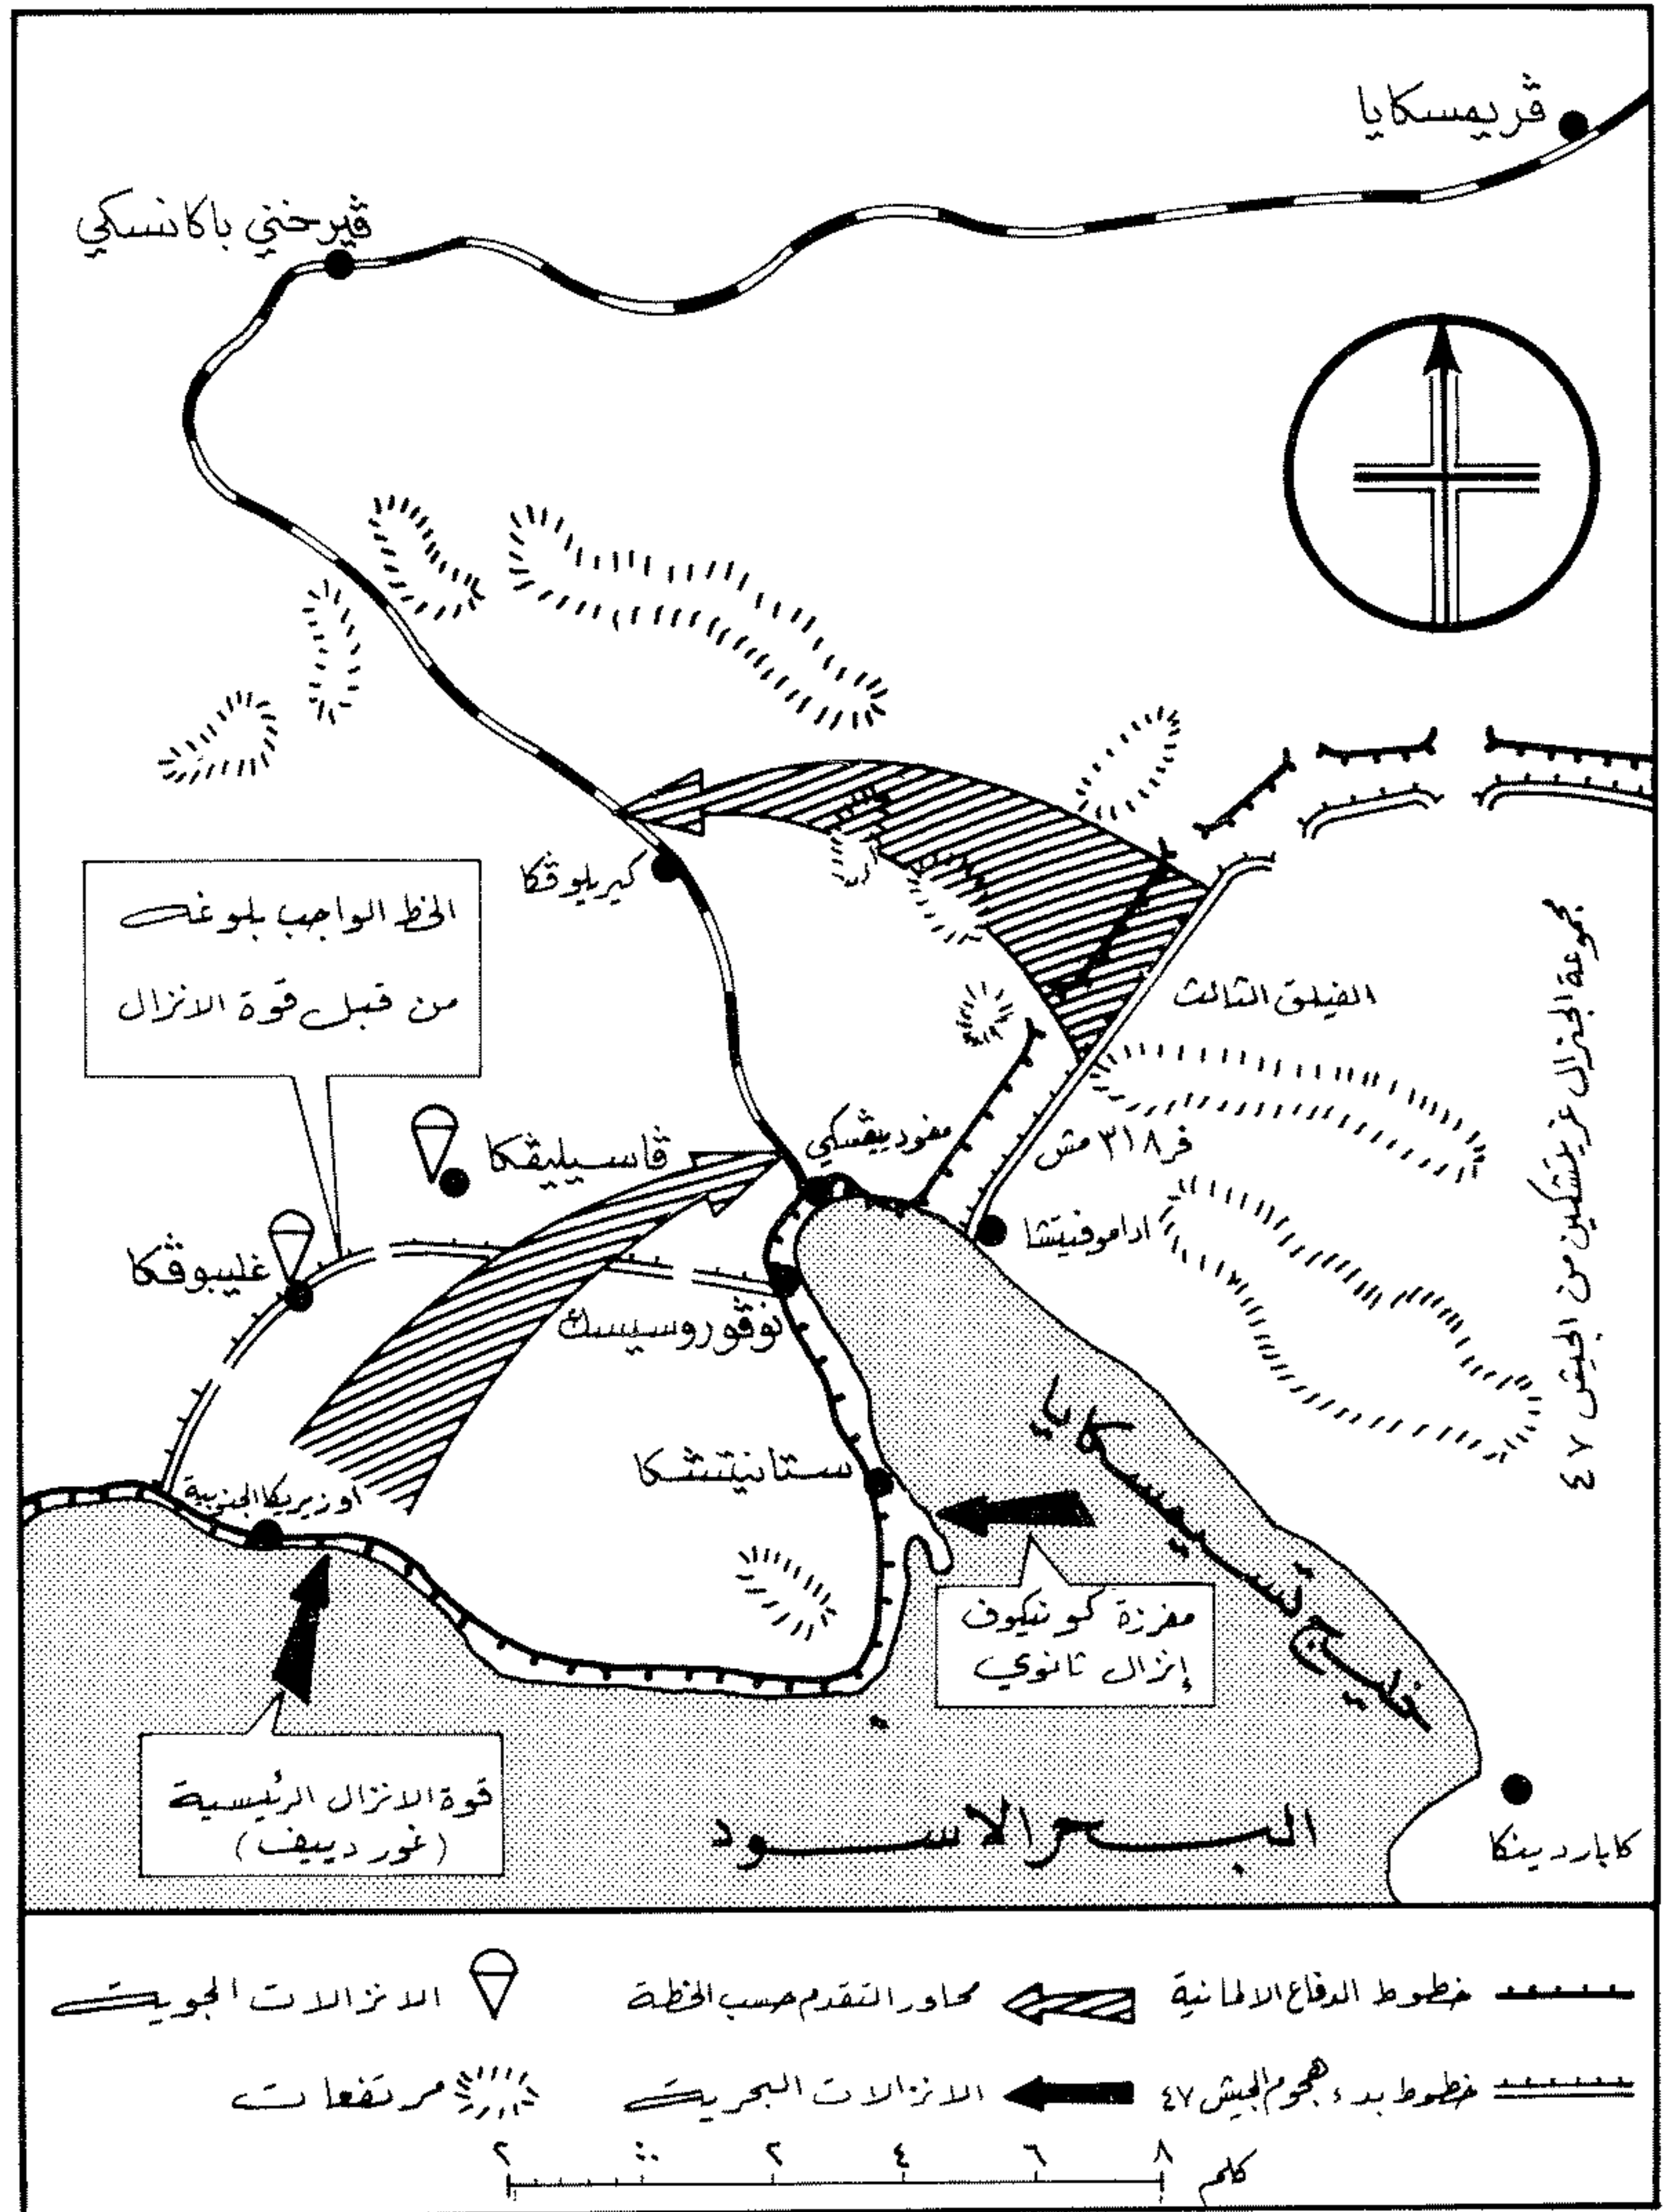 ڤريمسكايا
ڤيرخني باكانسكي
كيريلوڤكا
الخط الواجب بلوغه
من قبل قوة الانزال
الفيلق الثالث
مجموعة الجنرال غريتشكين من الجيش ٤٧
ڤاسيليڤكا
مفوديڤسكي
فر ٣١٨ مش
اداموفنيتشا
غليبوڤكا
نوڤوروسيسك
ستانيتشكا
اوزيريكا الجنوبية
خليج تسيميسكايا
مفرزة كونيكوف
إنزال ثانوي
قوة الانزال الرئيسية
(غوردييف)
البحر الاسود
كاباردينكا
خطوط الدفاع الالمانية
محاور التقدم حسب الخطة
الانزالات الجوية
خطوط بدء هجوم الجيش ٤٧
الانزالات البحرية
مرتفعات
٢ ٠ ٢ ٤ ٦ ٨ كلم